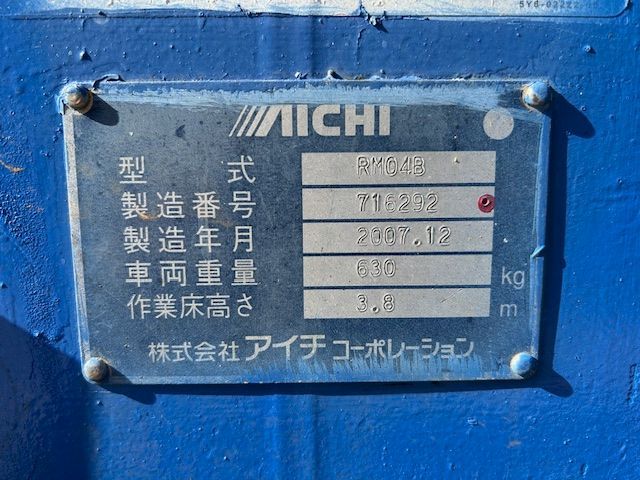 AICHI
型式 RM04B
製造番号 716292
製造年月 2007.12
車両重量 630 kg
作業床高さ 3.8 m
株式会社アイチコーポレーション